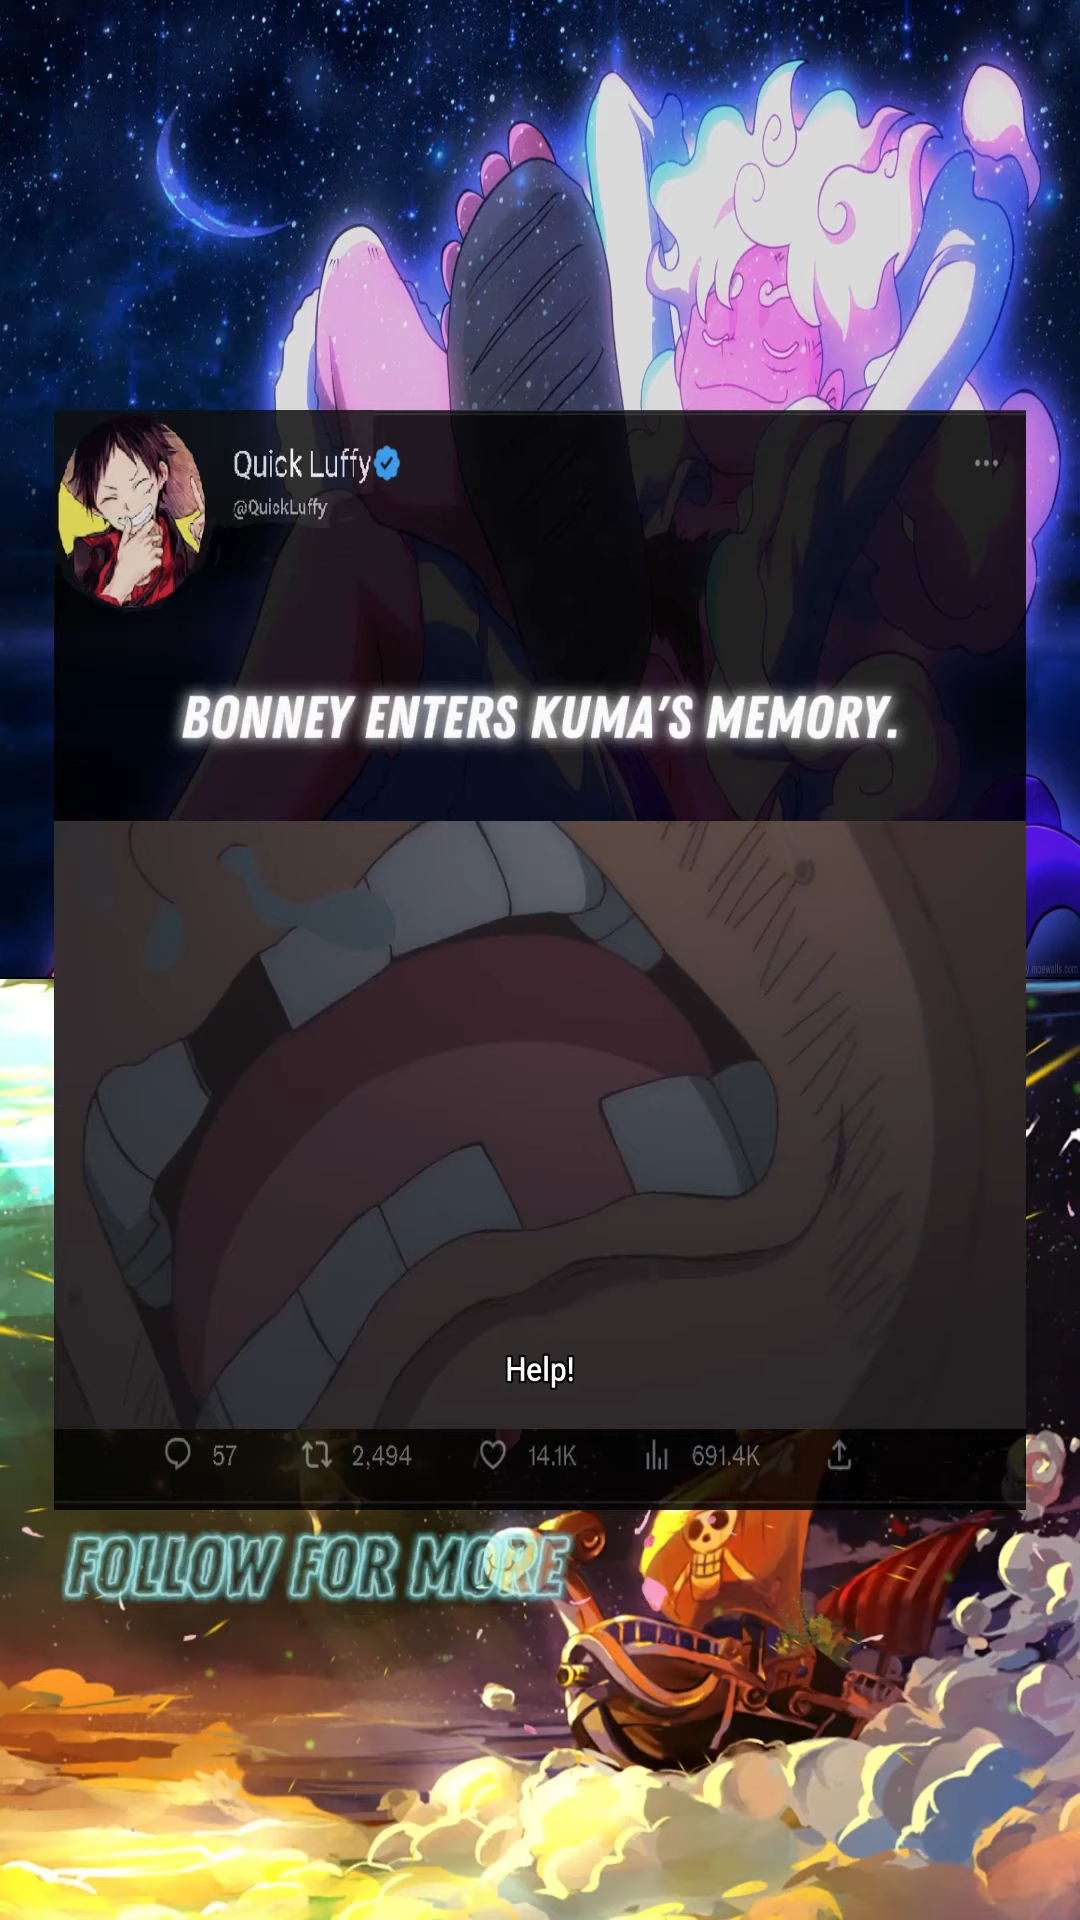 Quick Luffy
@QuickLuffy
BONNEY ENTERS KUMA'S MEMORY.
Help!
57 2,494 14.1K 691.4K
FOLLOW FOR MORE